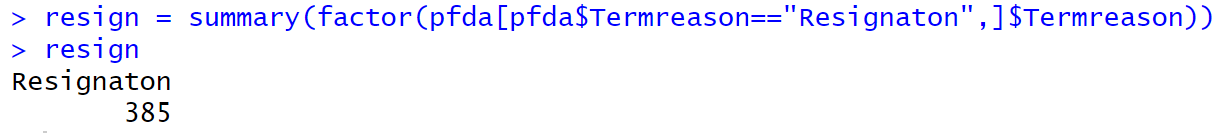 > resign = summary(factor(pfda[pfda$Termreason=="Resignaton",]$Termreason))
> resign
Resignaton
385